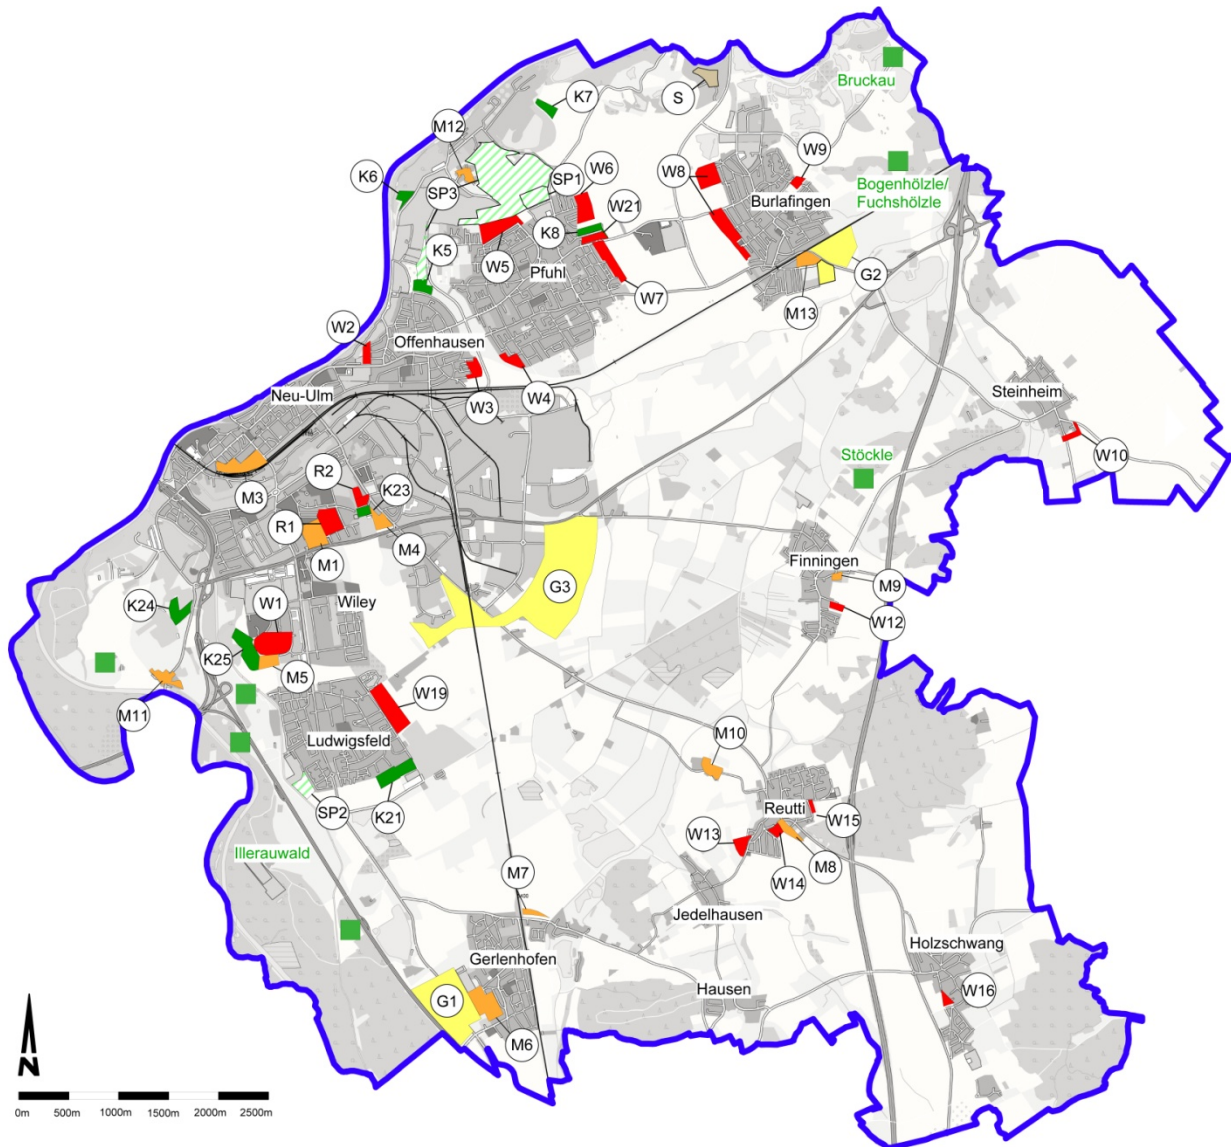 Bruckau
K7
S
M12
W9
K6
SP3
SP1
W6
W8
Bogenhölzle/
Fuchshölzle
Burlafingen
W21
K8
K5
W5
Pfuhl
G2
W7
M13
W2
Offenhausen
W3
W4
Neu-Ulm
Steinheim
Stöckle
W10
M3
R2
K23
R1
M4
M1
Finningen
G3
M9
K24
W1
Wiley
W12
K25
M5
W19
M11
Ludwigsfeld
M10
SP2
K21
Reutti
W15
W13
Illerauwald
M7
W14
M8
Jedelhausen
Holzschwang
Gerlenhofen
Hausen
W16
G1
M6
N
0m 500m 1000m 1500m 2000m 2500m